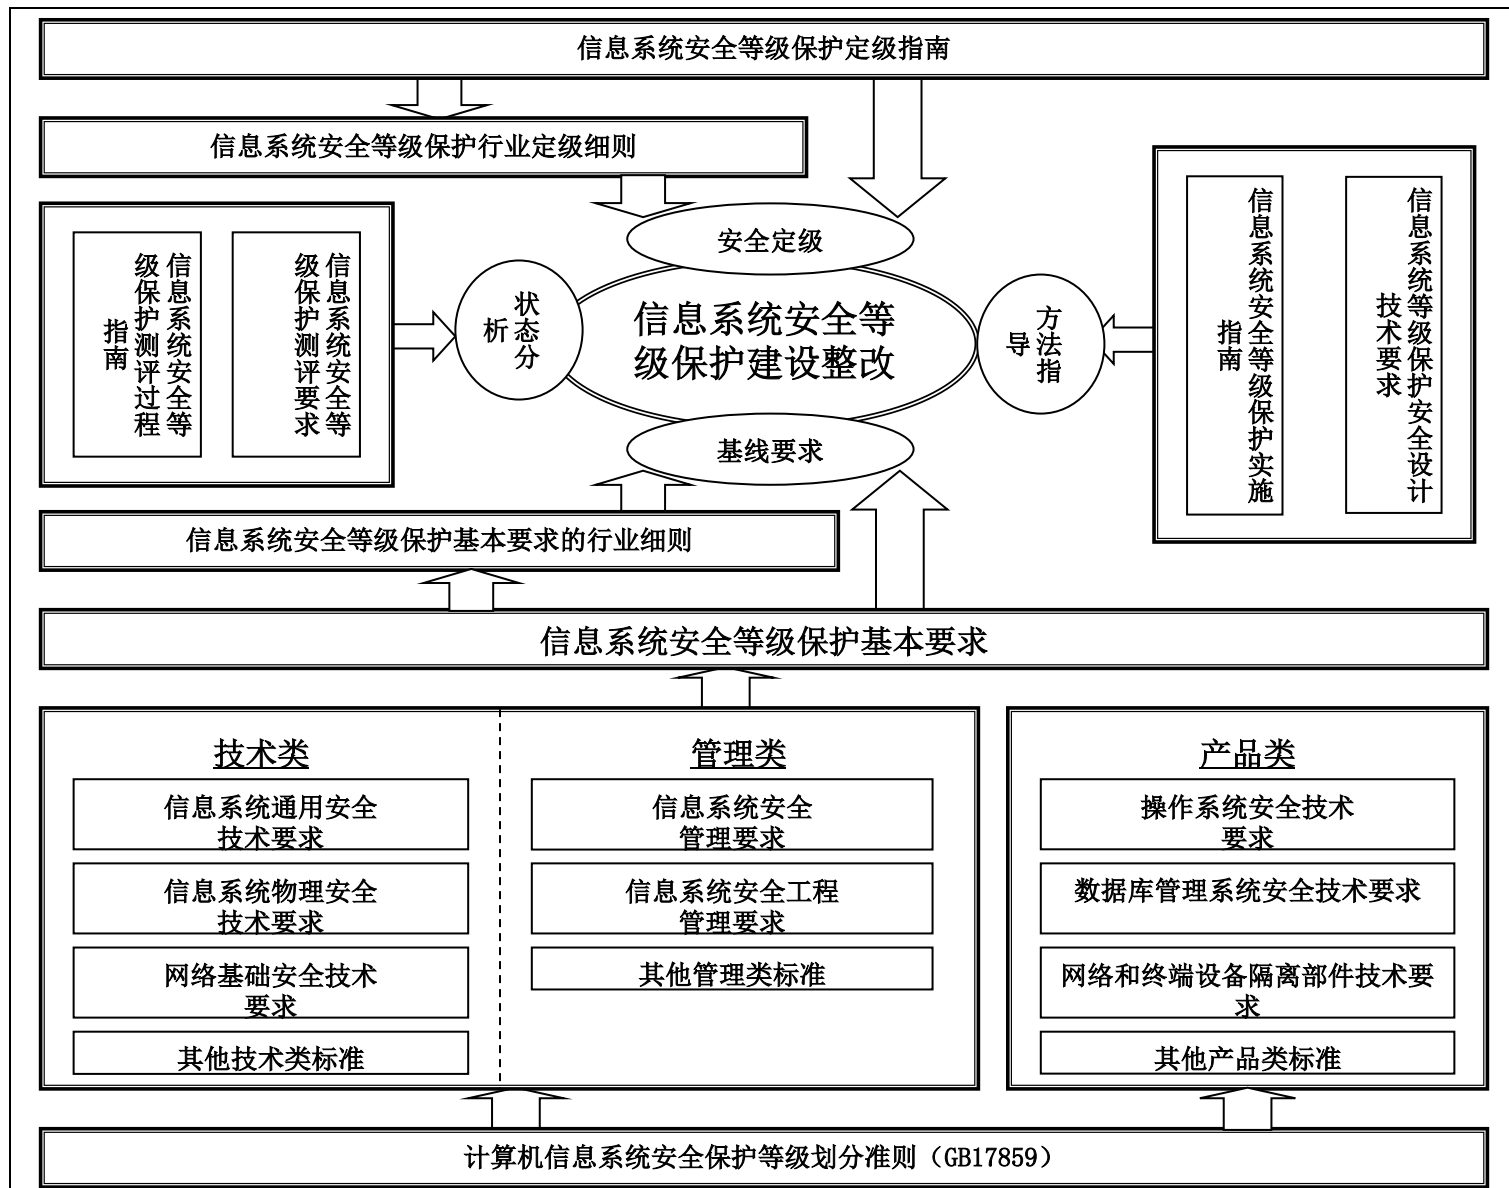 信息系统安全等级保护定级指南
信息系统安全等级保护行业定级细则
信息系统安全等
级保护测评过程
指南
信息系统安全等
级保护测评要求
状态分
析
安全定级
信息系统安全等
级保护建设整改
基线要求
方法指
导
信息系统安全等级保护实施
指南
信息系统等级保护安全设计
技术要求
信息系统安全等级保护基本要求的行业细则
信息系统安全等级保护基本要求
技术类
信息系统通用安全
技术要求
信息系统物理安全
技术要求
网络基础安全技术
要求
其他技术类标准
管理类
信息系统安全
管理要求
信息系统安全工程
管理要求
其他管理类标准
产品类
操作系统安全技术
要求
数据库管理系统安全技术要求
网络和终端设备隔离部件技术要
求
其他产品类标准
计算机信息系统安全保护等级划分准则（GB17859）